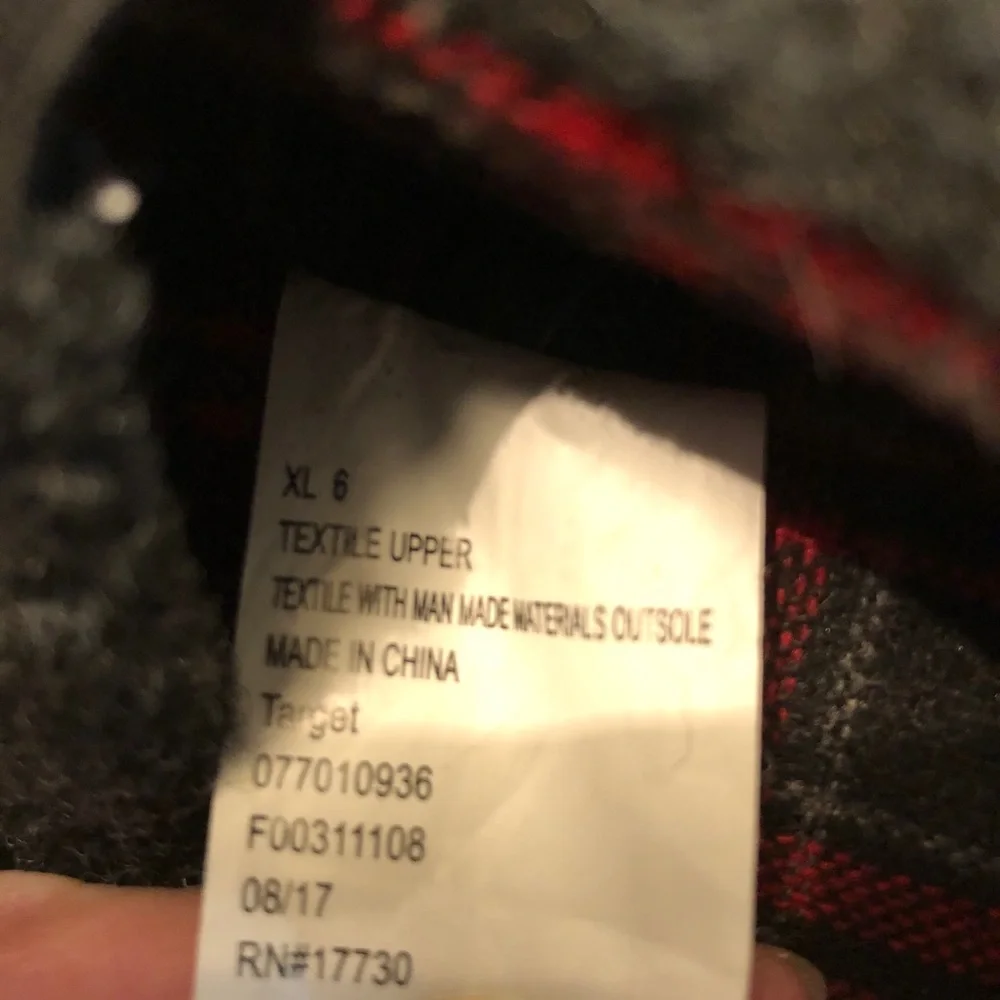 XL 6
TEXTILE UPPER
TEXTILE WITH MAN MADE MATERIALS OUTSOLE
MADE IN CHINA
Target
077010936
F00311108
08/17
RN#17730